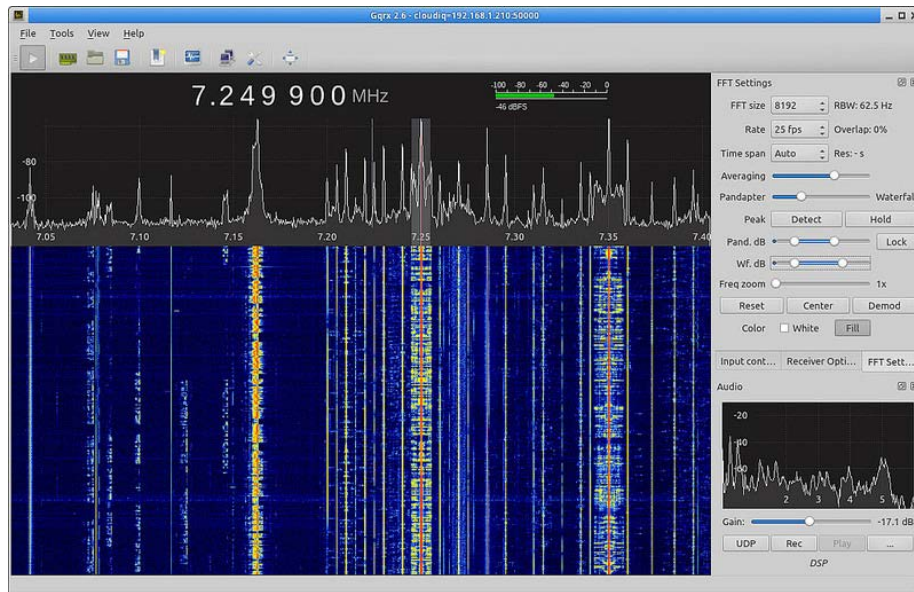 Gqrx 2.6 - cloudiq=192.168.1.210:50000
File Tools View Help
7.249 900 MHz
-100 -80 -60 -40 -20 0
-46 dBFS
-80
-100
7.05 7.10 7.15 7.20 7.25 7.30 7.35 7.40
FFT Settings
FFT size 8192 RBW: 62.5 Hz
Rate 25 fps Overlap: 0%
Time span Auto Res: - s
Averaging
Pandapter Waterfal
Peak Detect Hold
Pand. dB Lock
Wf. dB
Freq zoom 1x
Reset Center Demod
Color White Fill
Input cont... Receiver Opti... FFT Sett...
Audio
-20
-40
-60
2 3 4 5
Gain: -17.1 dB
UDP Rec Play ...
DSP